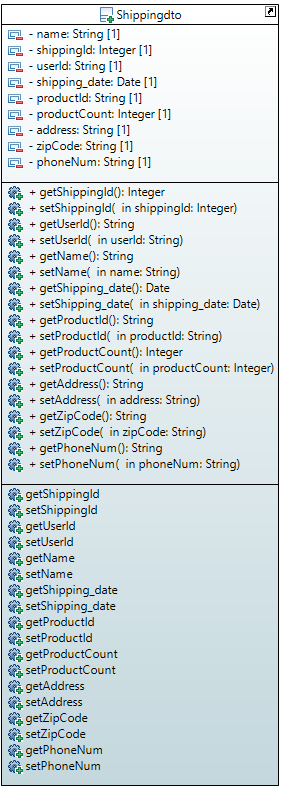 Shippingdto
- name: String [1]
- shippingId: Integer [1]
- userId: String [1]
- shipping_date: Date [1]
- productId: String [1]
- productCount: Integer [1]
- address: String [1]
- zipCode: String [1]
- phoneNum: String [1]
+ getShippingId(): Integer
+ setShippingId( in shippingId: Integer)
+ getUserId(): String
+ setUserId( in userId: String)
+ getName(): String
+ setName( in name: String)
+ getShipping_date(): Date
+ setShipping_date( in shipping_date: Date)
+ getProductId(): String
+ setProductId( in productId: String)
+ getProductCount(): Integer
+ setProductCount( in productCount: Integer)
+ getAddress(): String
+ setAddress( in address: String)
+ getZipCode(): String
+ setZipCode( in zipCode: String)
+ getPhoneNum(): String
+ setPhoneNum( in phoneNum: String)
getShippingId
setShippingId
getUserId
setUserId
getName
setName
getShipping_date
setShipping_date
getProductId
setProductId
getProductCount
setProductCount
getAddress
setAddress
getZipCode
setZipCode
getPhoneNum
setPhoneNum